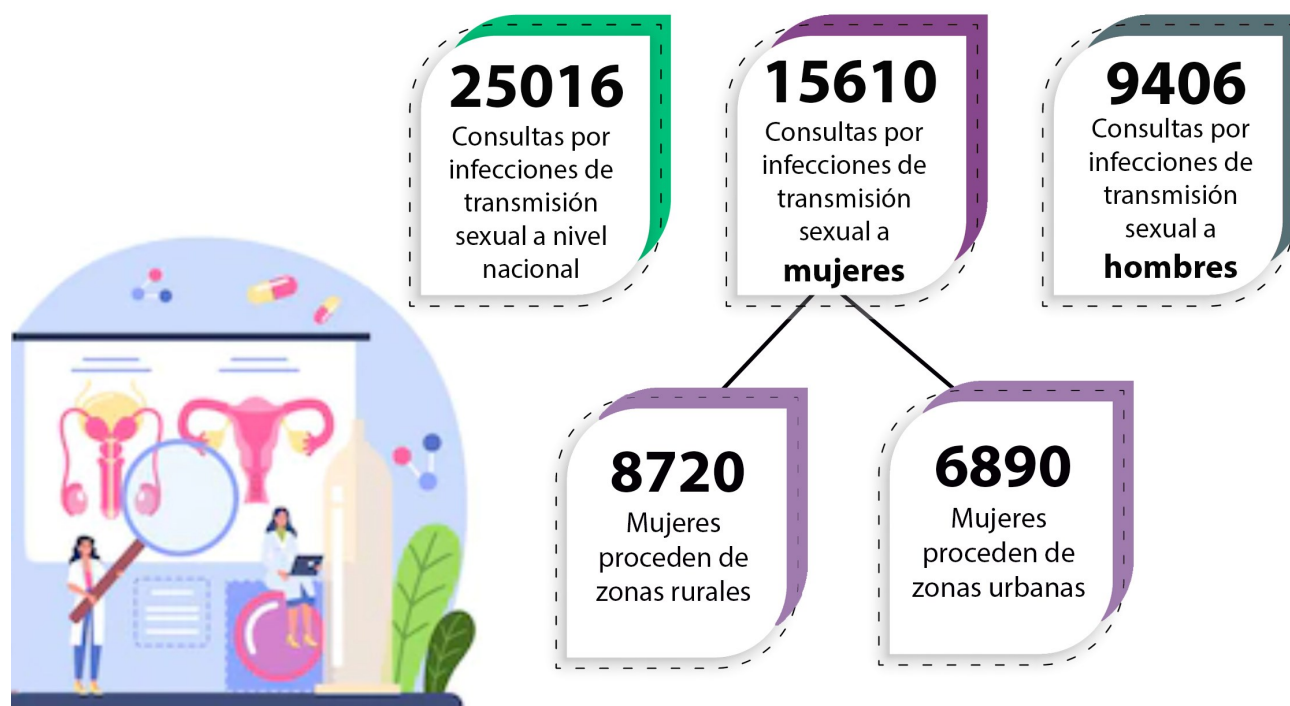 25016
Consultas por
infecciones de
transmisión
sexual a nivel
nacional
15610
Consultas por
infecciones de
transmisión
sexual a
mujeres
9406
Consultas por
infecciones de
transmisión
sexual a
hombres
8720
Mujeres
proceden de
zonas rurales
6890
Mujeres
proceden de
zonas urbanas